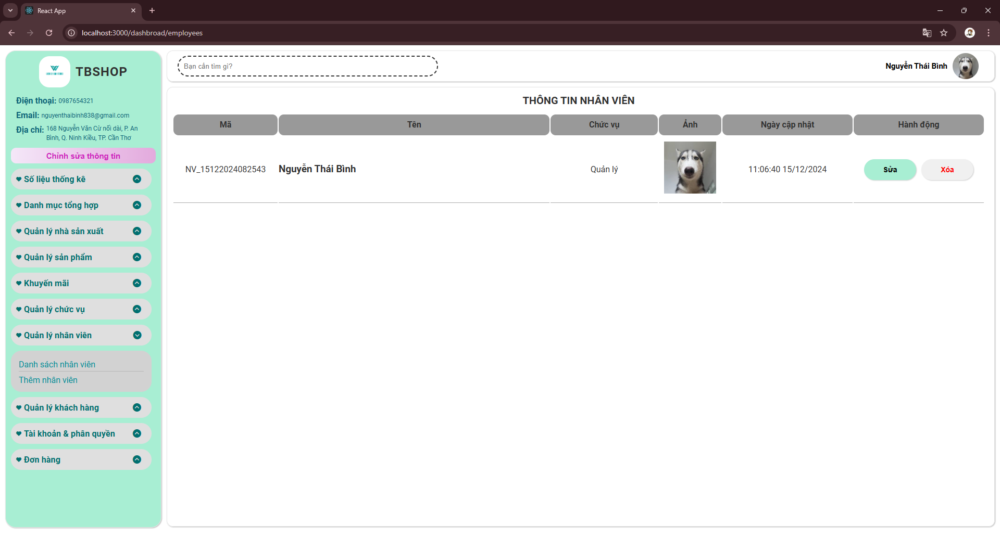 React App
localhost:3000/dashbroad/employees
TBSHOP
Điện thoại: 0987654321
Email: nguyenthaibinh838@gmail.com
Địa chỉ: 168 Nguyễn Văn Cừ nối dài, P. An
Bình, Q. Ninh Kiều, TP. Cần Thơ
Chỉnh sửa thông tin
Số liệu thống kê
Danh mục tổng hợp
Quản lý nhà sản xuất
Quản lý sản phẩm
Khuyến mãi
Quản lý chức vụ
Quản lý nhân viên
Danh sách nhân viên
Thêm nhân viên
Quản lý khách hàng
Tài khoản & phân quyền
Đơn hàng
Bạn cần tìm gì?
Nguyễn Thái Bình
THÔNG TIN NHÂN VIÊN
Mã Tên Chức vụ Ảnh Ngày cập nhật Hành động
NV_15122024082543 Nguyễn Thái Bình Quản lý 11:06:40 15/12/2024 Sửa Xóa